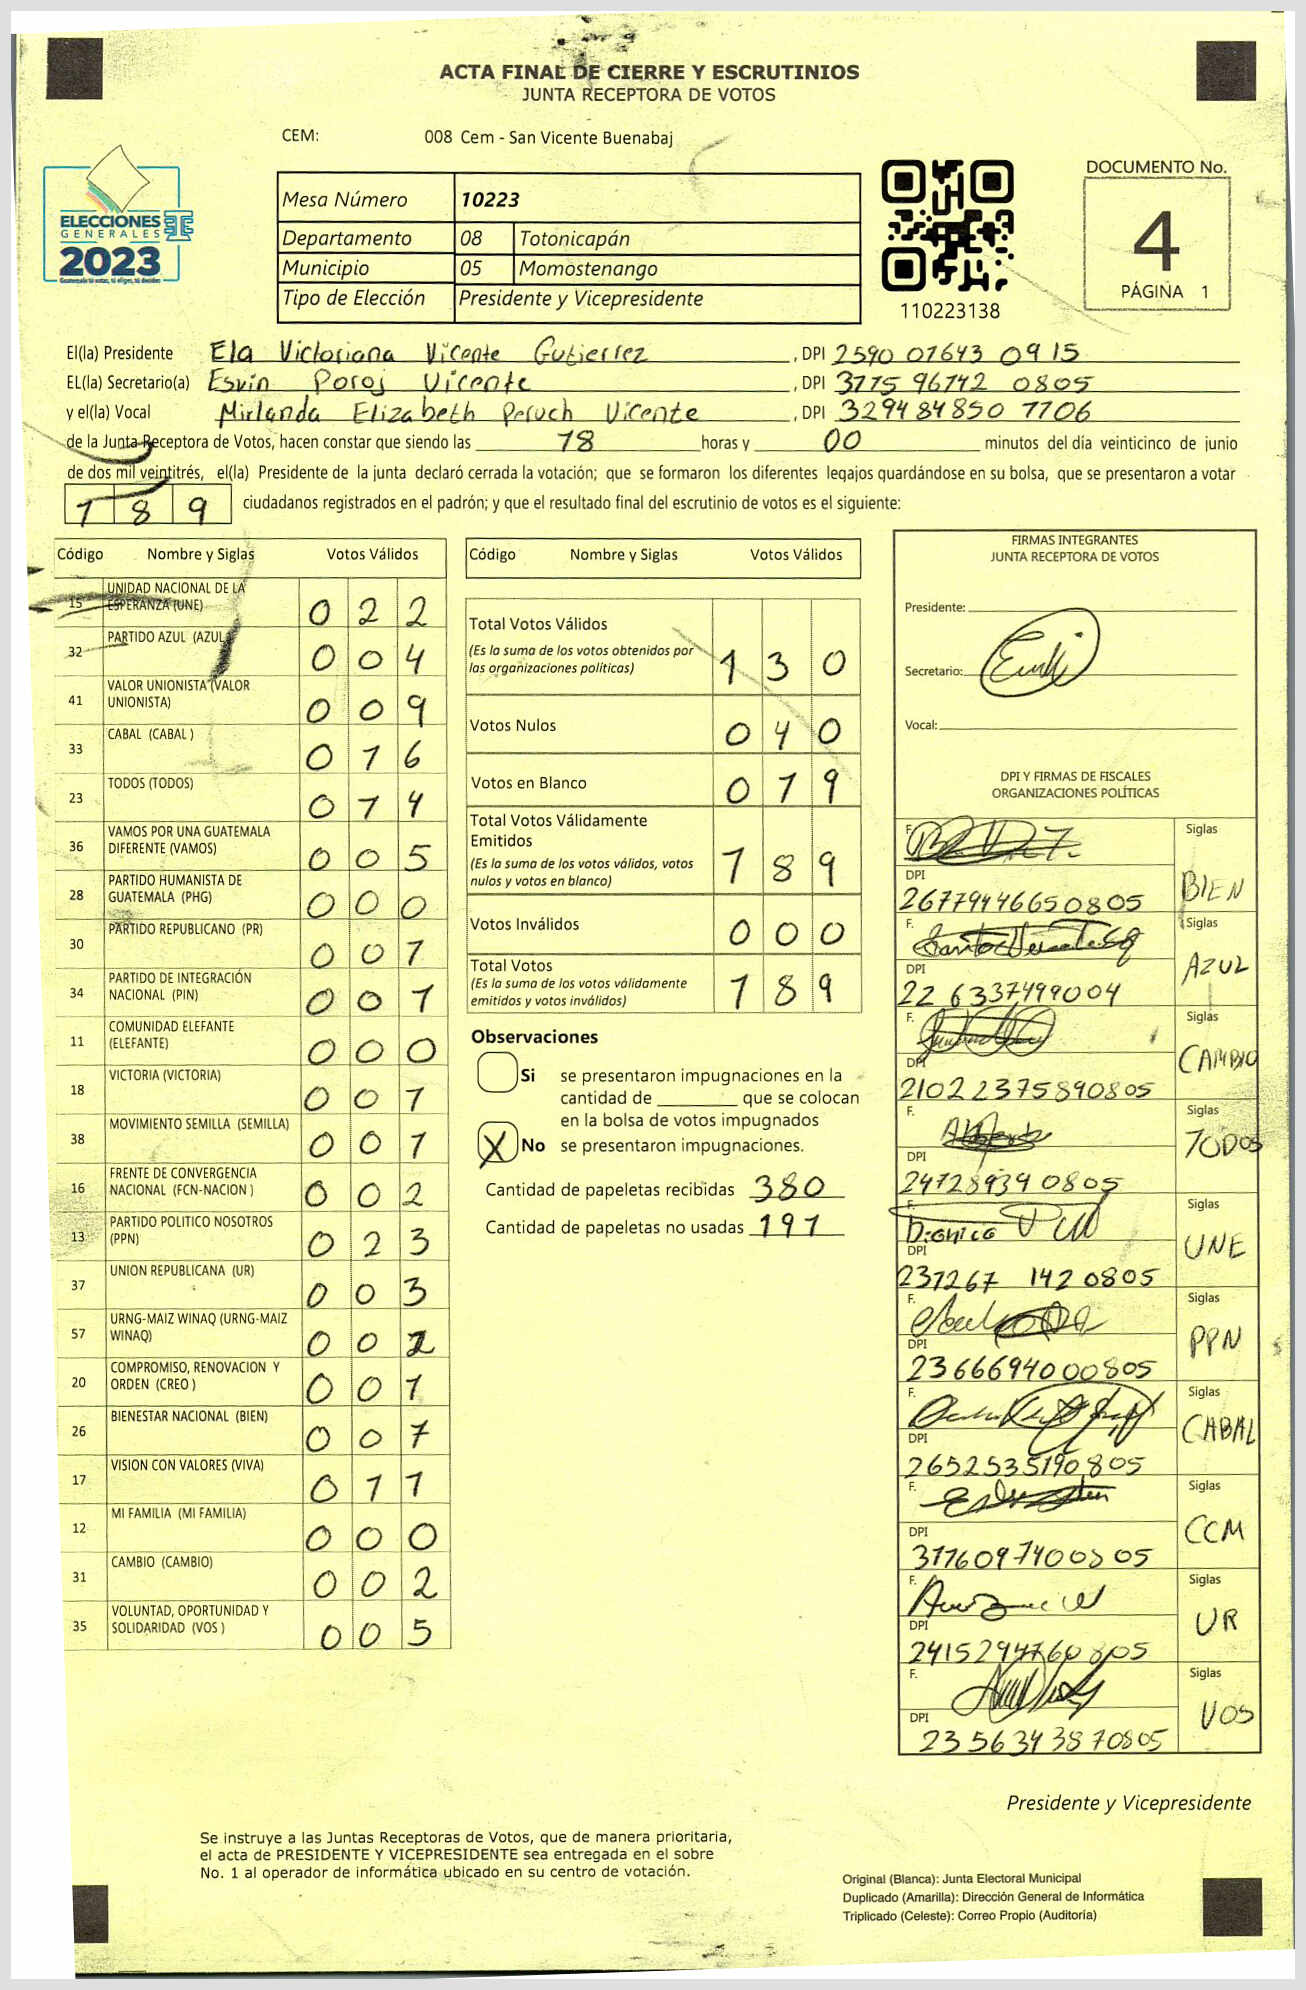 ACTA FINAL DE CIERRE Y ESCRUTINIOS
JUNTA RECEPTORA DE VOTOS
CEM: 008 Cem - San Vicente Buenabaj
ELECCIONES
GENERALES
2023
Mesa Número 10223
Departamento 08 Totonicapán
Municipio 05 Momostenango
Tipo de Elección Presidente y Vicepresidente
110223138
DOCUMENTO No.
4
PÁGINA 1
El(la) Presidente Ela Victoriana Vicente Gutierrez, DPI 2590 07643 0915
EL(la) Secretario(a) Esvin Poroj Vicente, DPI 3775 96742 0805
y el(la) Vocal Mirlanda Elizabeth Peruch Vicente, DPI 329484850 7706
de la Junta Receptora de Votos, hacen constar que siendo las 18 horas y 00 minutos del día veinticinco de junio
de dos mil veintitrés, el(la) Presidente de la junta declaró cerrada la votación; que se formaron los diferentes legajos guardándose en su bolsa, que se presentaron a votar
189 ciudadanos registrados en el padrón; y que el resultado final del escrutinio de votos es el siguiente:
Código Nombre y Siglas Votos Válidos
15 UNIDAD NACIONAL DE LA ESPERANZA (UNE) 0 2 2
32 PARTIDO AZUL (AZUL) 0 0 4
41 VALOR UNIONISTA (VALOR UNIONISTA) 0 0 9
33 CABAL (CABAL ) 0 1 6
23 TODOS (TODOS) 0 1 4
36 VAMOS POR UNA GUATEMALA DIFERENTE (VAMOS) 0 0 5
28 PARTIDO HUMANISTA DE GUATEMALA (PHG) 0 0 0
30 PARTIDO REPUBLICANO (PR) 0 0 1
34 PARTIDO DE INTEGRACIÓN NACIONAL (PIN) 0 0 1
11 COMUNIDAD ELEFANTE (ELEFANTE) 0 0 0
18 VICTORIA (VICTORIA) 0 0 1
38 MOVIMIENTO SEMILLA (SEMILLA) 0 0 1
16 FRENTE DE CONVERGENCIA NACIONAL (FCN-NACION ) 0 0 2
13 PARTIDO POLITICO NOSOTROS (PPN) 0 2 3
37 UNION REPUBLICANA (UR) 0 0 3
57 URNG-MAIZ WINAQ (URNG-MAIZ WINAQ) 0 0 2
20 COMPROMISO, RENOVACION Y ORDEN (CREO ) 0 0 1
26 BIENESTAR NACIONAL (BIEN) 0 0 7
17 VISION CON VALORES (VIVA) 0 1 1
12 MI FAMILIA (MI FAMILIA) 0 0 0
31 CAMBIO (CAMBIO) 0 0 2
35 VOLUNTAD, OPORTUNIDAD Y SOLIDARIDAD (VOS ) 0 0 5
Código Nombre y Siglas Votos Válidos
Total Votos Válidos 1 3 0
(Es la suma de los votos obtenidos por
las organizaciones políticas)
Votos Nulos 0 4 0
Votos en Blanco 0 1 9
Total Votos Válidamente
Emitidos 1 8 9
(Es la suma de los votos válidos, votos
nulos y votos en blanco)
Votos Inválidos 0 0 0
Total Votos 1 8 9
(Es la suma de los votos válidamente
emitidos y votos inválidos)
Observaciones
Si se presentaron impugnaciones en la
cantidad de ________ que se colocan
en la bolsa de votos impugnados
X No se presentaron impugnaciones.
Cantidad de papeletas recibidas 380
Cantidad de papeletas no usadas 191
FIRMAS INTEGRANTES
JUNTA RECEPTORA DE VOTOS
Presidente:
Secretario:
Vocal:
DPI Y FIRMAS DE FISCALES
ORGANIZACIONES POLÍTICAS
F. Siglas
DPI BIEN
2677944665 0805
F. Siglas
DPI AZUL
22 6337499004
F. Siglas
DPI CAMBIO
21022375890805
F. Siglas
DPI TODOS
247289390805
F. Siglas
DPI UNE
237267 1420805
F. Siglas
DPI PPN
2366694000805
F. Siglas
DPI CABAL
2652535190805
F. Siglas
DPI CCM
3776097400805
F. Siglas
DPI UR
2415294760805
F. Siglas
DPI VOS
2356343870805
Presidente y Vicepresidente
Se instruye a las Juntas Receptoras de Votos, que de manera prioritaria,
el acta de PRESIDENTE Y VICEPRESIDENTE sea entregada en el sobre
No. 1 al operador de informática ubicado en su centro de votación.
Original (Blanca): Junta Electoral Municipal
Duplicado (Amarilla): Dirección General de Informática
Triplicado (Celeste): Correo Propio (Auditoría)